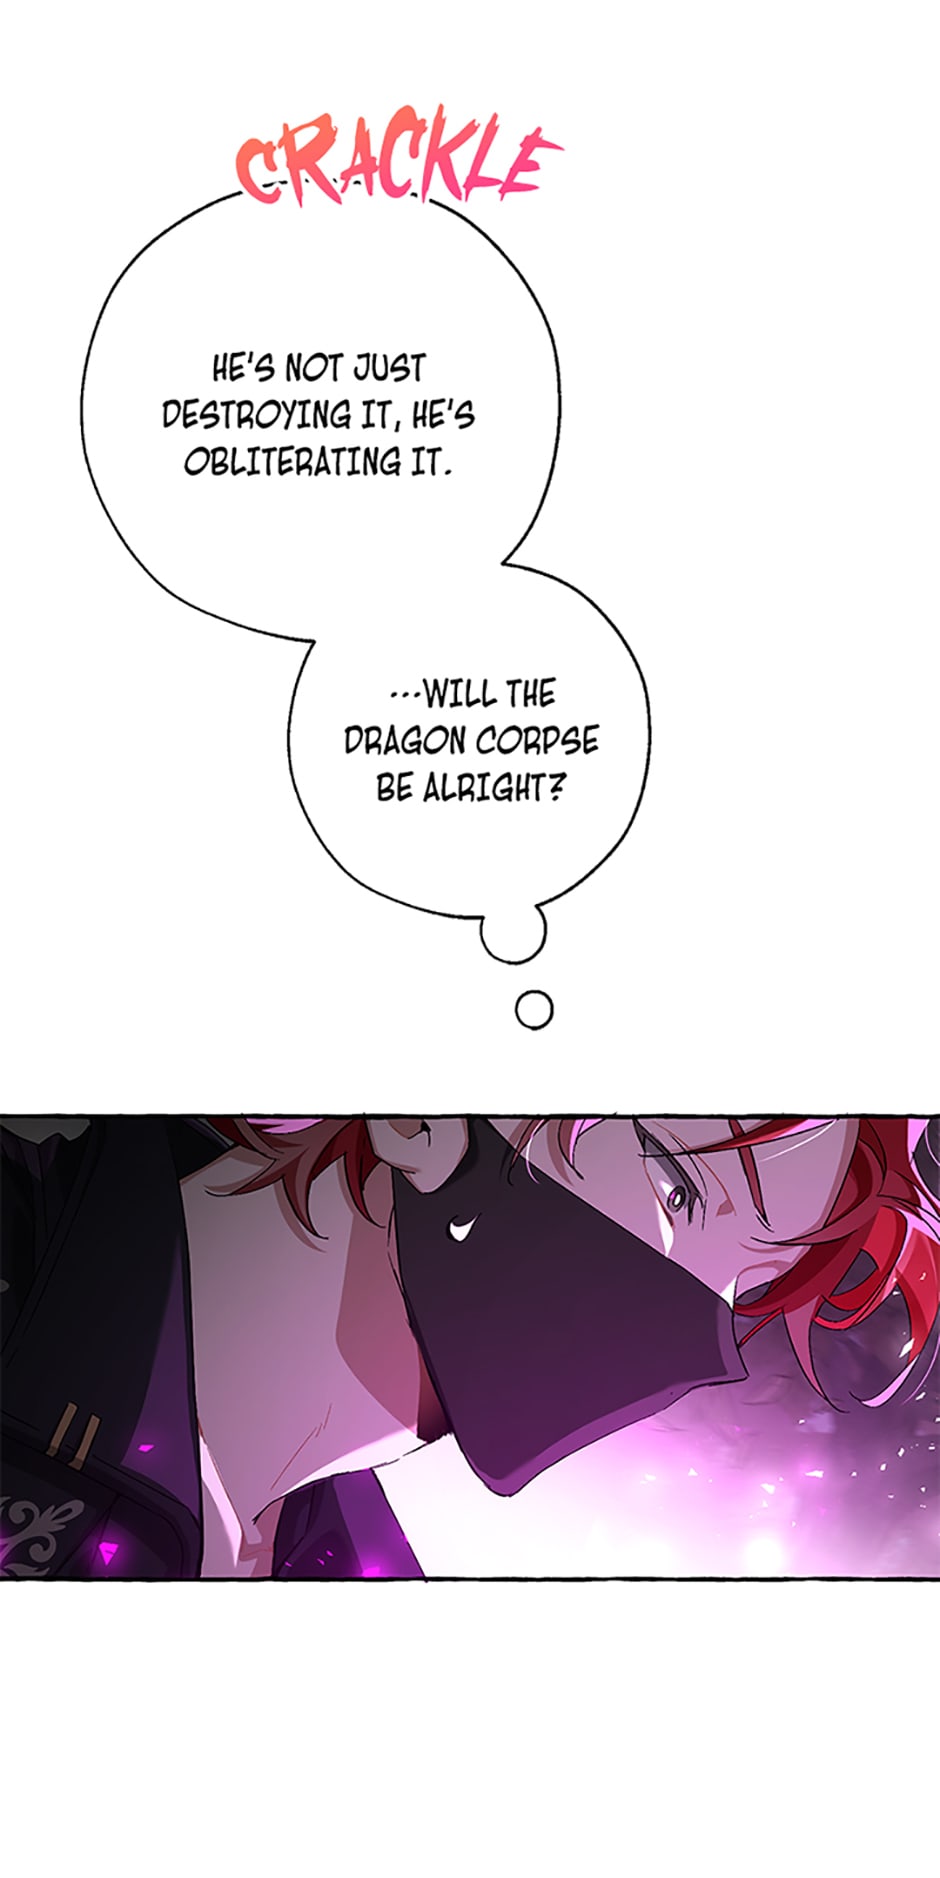 CRACKLE
HE'S NOT JUST
DESTROYING IT, HE'S
OBLITERATING IT.
...WILL THE
DRAGON CORPSE
BE ALRIGHT?